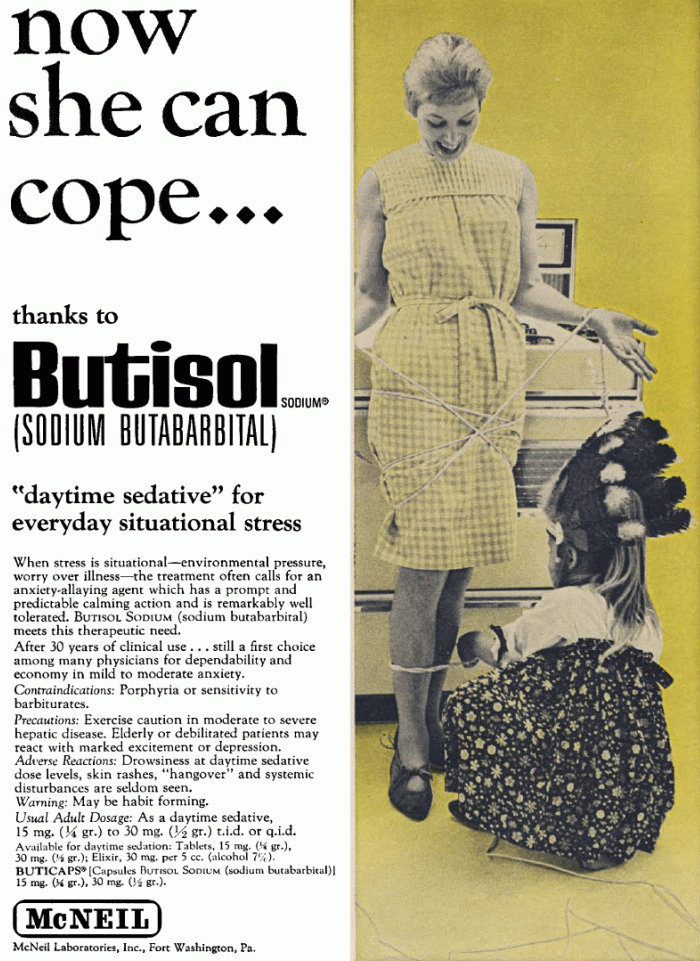 now
she can
cope...
thanks to
Butisol SODIUM®
(SODIUM BUTABARBITAL)
"daytime sedative" for
everyday situational stress
When stress is situational—environmental pressure,
worry over illness—the treatment often calls for an
anxiety-allaying agent which has a prompt and
predictable calming action and is remarkably well
tolerated. BUTISOL SODIUM (sodium butabarbital)
meets this therapeutic need.
After 30 years of clinical use . . . still a first choice
among many physicians for dependability and
economy in mild to moderate anxiety.
Contraindications: Porphyria or sensitivity to
barbiturates.
Precautions: Exercise caution in moderate to severe
hepatic disease. Elderly or debilitated patients may
react with marked excitement or depression.
Adverse Reactions: Drowsiness at daytime sedative
dose levels, skin rashes, "hangover" and systemic
disturbances are seldom seen.
Warning: May be habit forming.
Usual Adult Dosage: As a daytime sedative,
15 mg. (¼ gr.) to 30 mg. (½ gr.) t.i.d. or q.i.d.
Available for daytime sedation: Tablets, 15 mg. (¼ gr.),
30 mg. (½ gr.); Elixir, 30 mg. per 5 cc. (alcohol 7%).
BUTICAPS® [Capsules BUTISOL SODIUM (sodium butabarbital)]
15 mg. (¼ gr.), 30 mg. (½ gr.).
McNEIL
McNeil Laboratories, Inc., Fort Washington, Pa.